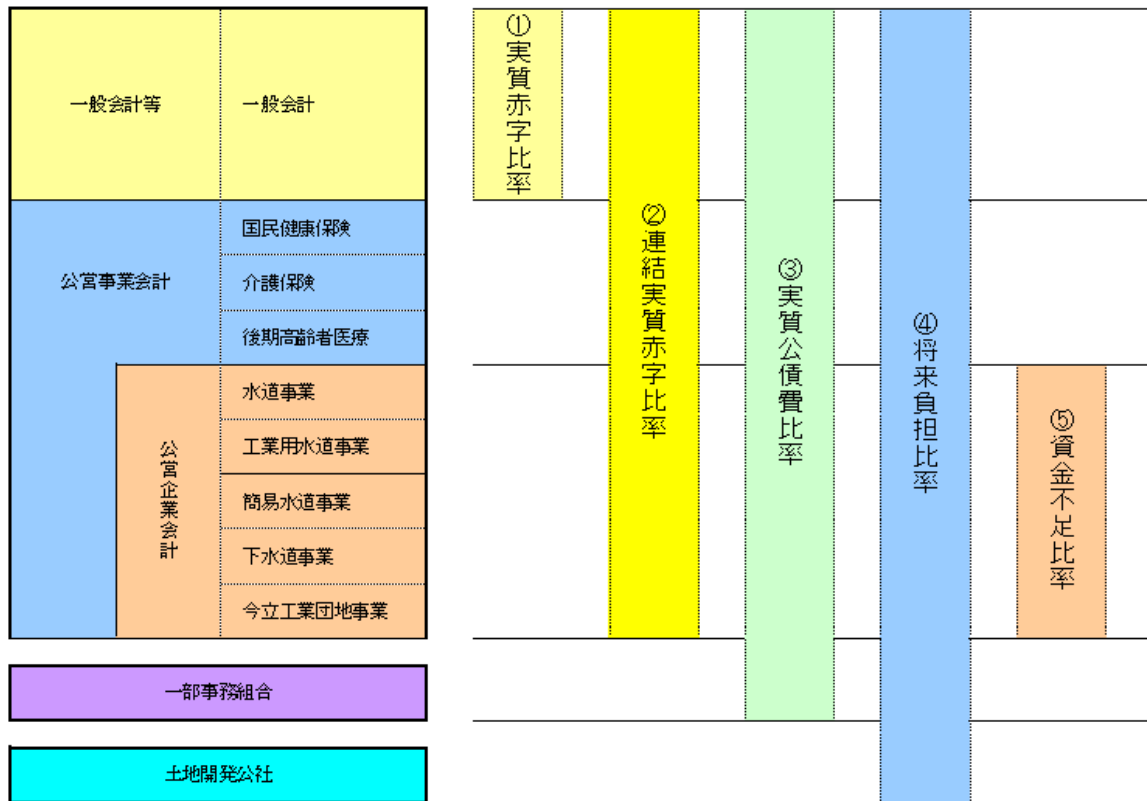 一般会計等
一般会計
公営事業会計
国民健康保険
介護保険
後期高齢者医療
公営企業会計
水道事業
工業用水道事業
簡易水道事業
下水道事業
今立工業団地事業
一部事務組合
土地開発公社
①実質赤字比率
②連結実質赤字比率
③実質公債費比率
④将来負担比率
⑤資金不足比率